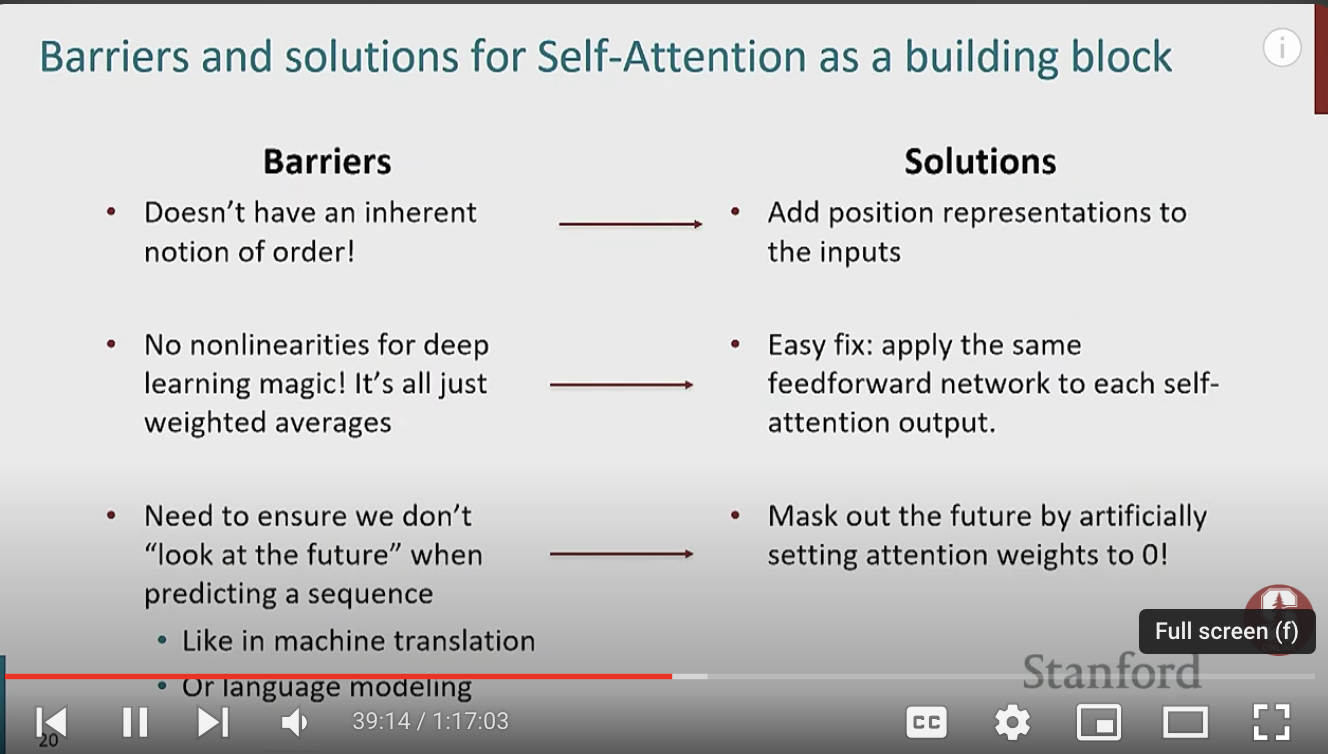 Barriers and solutions for Self-Attention as a building block
Barriers
• Doesn't have an inherent
notion of order!
• No nonlinearities for deep
learning magic! It's all just
weighted averages
• Need to ensure we don't
“look at the future” when
predicting a sequence
• Like in machine translation
• Or language modeling
Solutions
• Add position representations to
the inputs
• Easy fix: apply the same
feedforward network to each self-
attention output.
• Mask out the future by artificially
setting attention weights to 0!
Full screen (f)
Stanford
39:14 / 1:17:03
CC
20